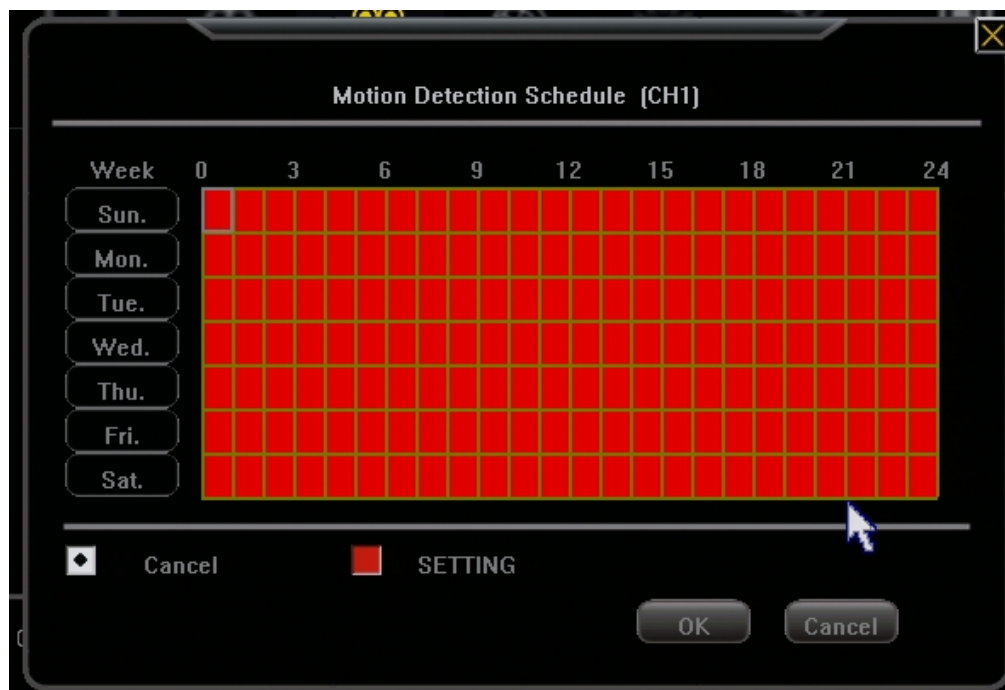 Motion Detection Schedule (CH1)
Week 0 3 6 9 12 15 18 21 24
Sun.
Mon.
Tue.
Wed.
Thu.
Fri.
Sat.
Cancel SETTING
OK Cancel